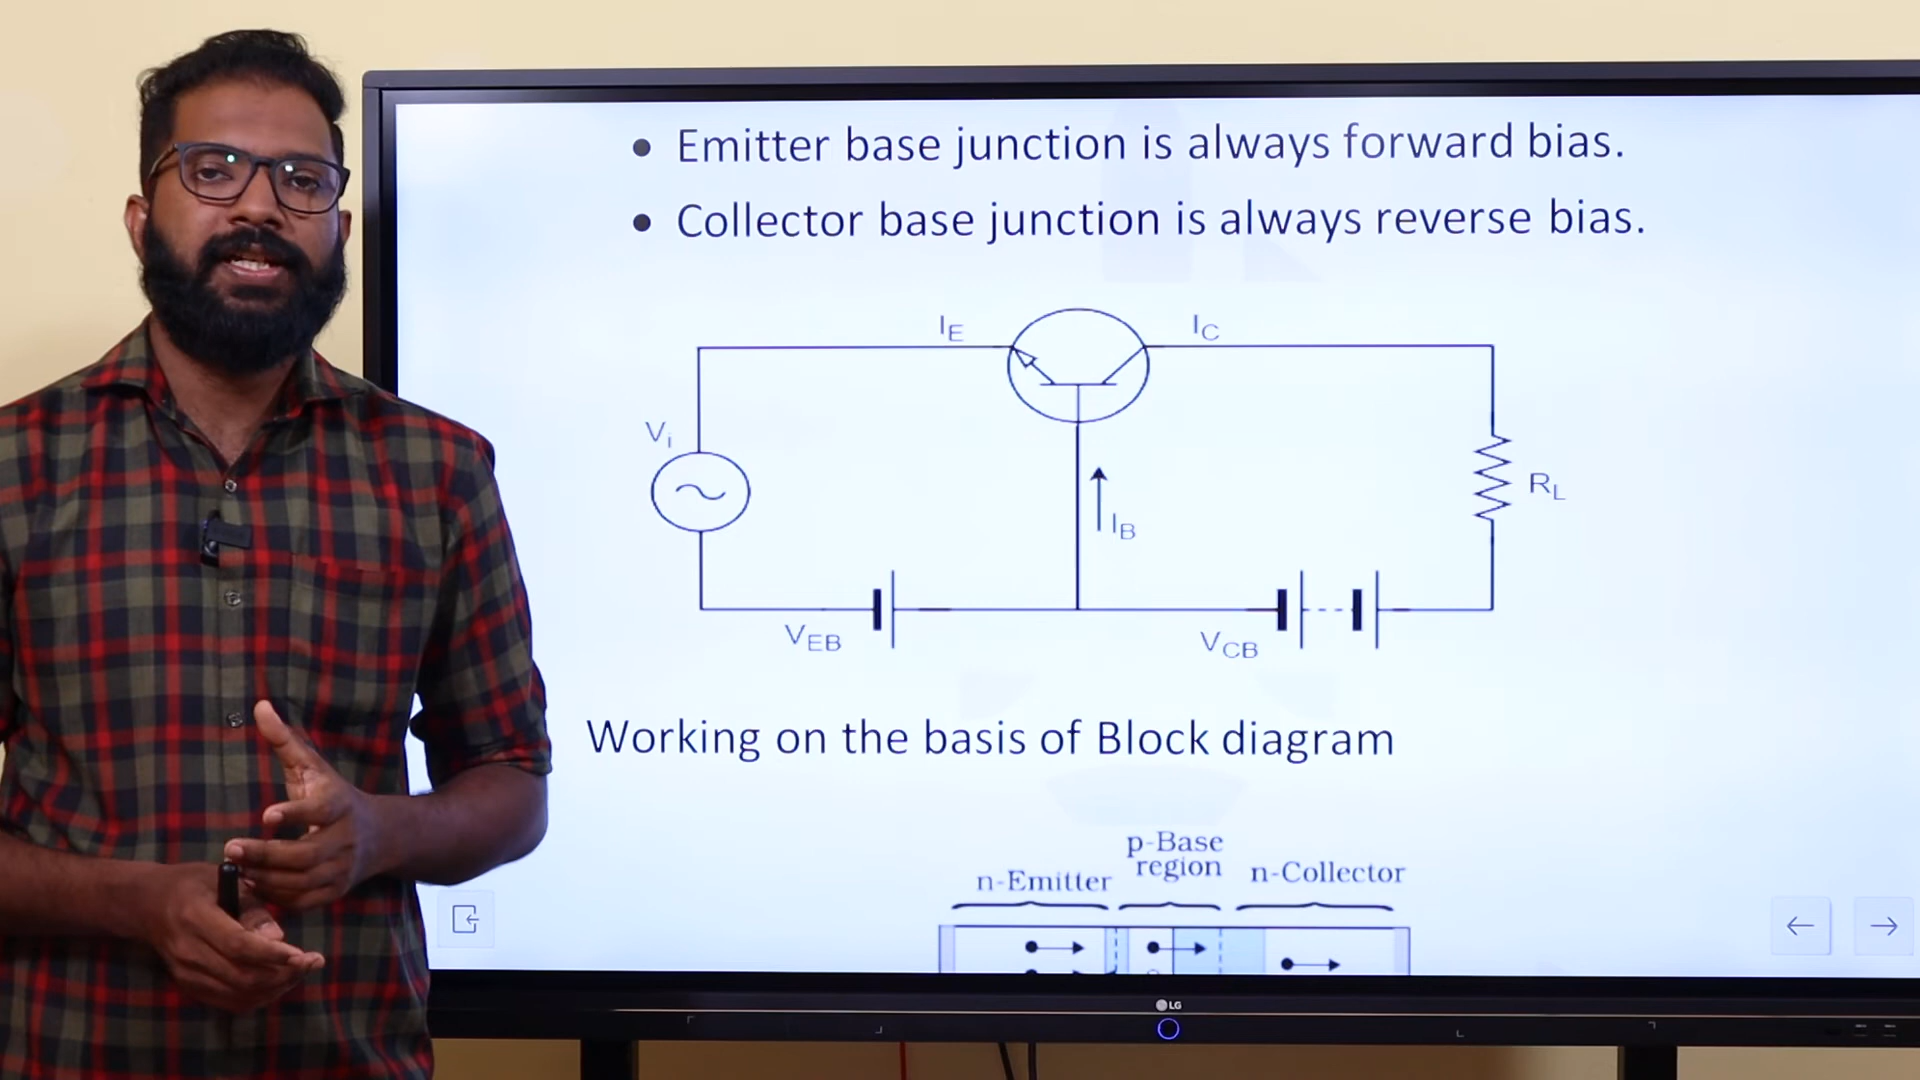 • Emitter base junction is always forward bias.
• Collector base junction is always reverse bias.
IE
IC
Vi
RL
IB
VEB
VCB
Working on the basis of Block diagram
p-Base
region
n-Emitter
n-Collector
LG